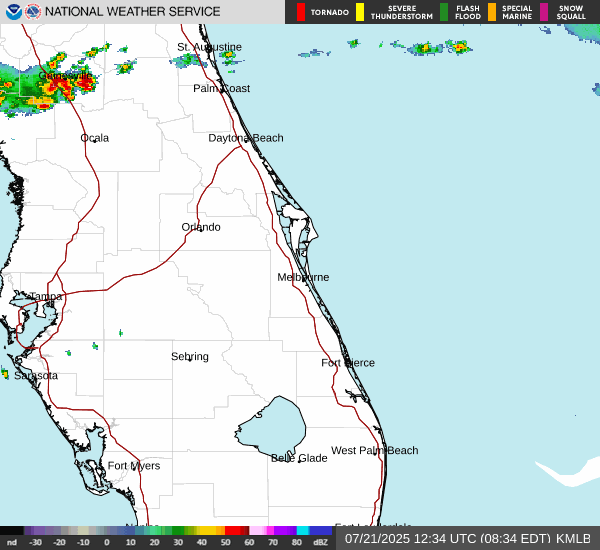 NATIONAL WEATHER SERVICE
TORNADO
SEVERE THUNDERSTORM
FLASH FLOOD
SPECIAL MARINE
SNOW SQUALL
St. Augustine
Gainesville
Palm Coast
Ocala
Daytona Beach
Orlando
Melbourne
Tampa
Sebring
Fort Pierce
Sarasota
West Palm Beach
Belle Glade
Fort Myers
nd -30 -20 -10 0 10 20 30 40 50 60 70 80 dBZ
07/21/2025 12:34 UTC (08:34 EDT) KMLB